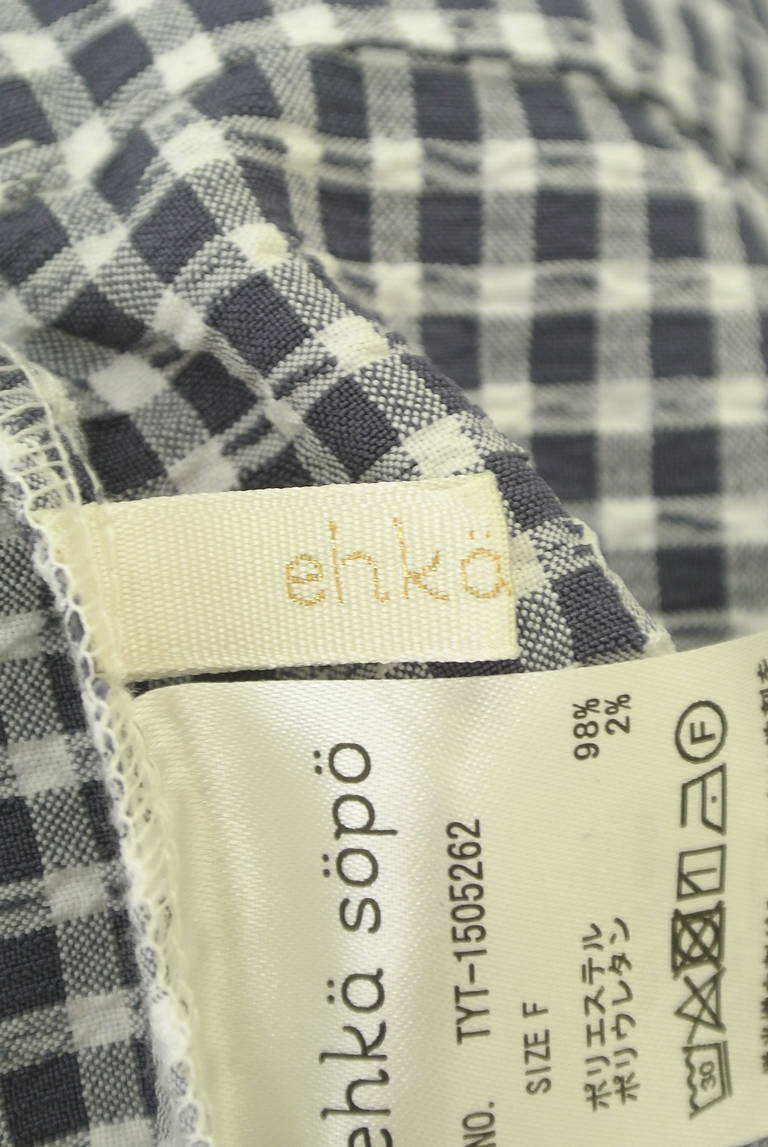 ehkä
ehkä söpö
NO. TYT-1505262
SIZE F
ポリエステル 98%
ポリウレタン 2%
30
F